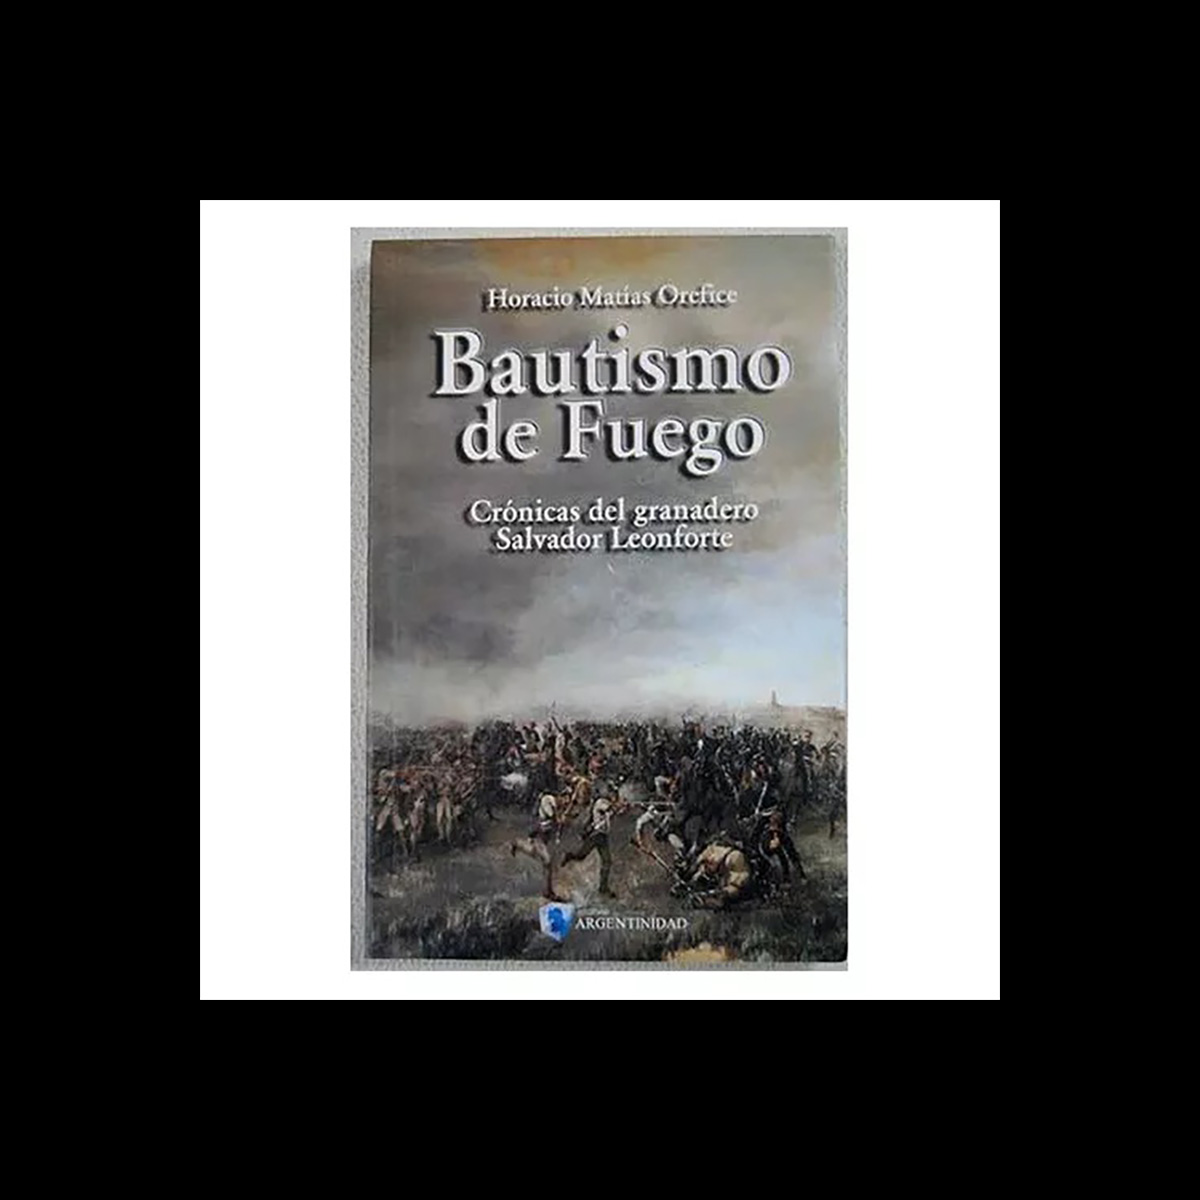 Horacio Matías Orefice
Bautismo
de Fuego
Crónicas del granadero
Salvador Leonforte
ARGENTINIDAD